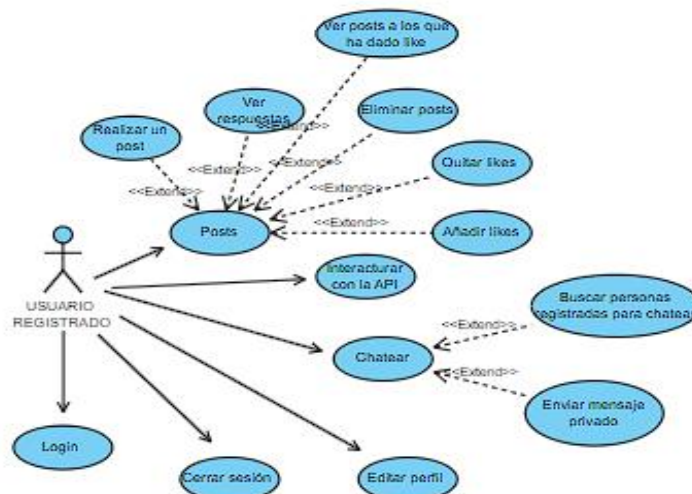 Ver posts a los que
ha dado like
Ver
respuestas
Eliminar posts
Realizar un
post
<<Extend>>
<<Extend>>
<<Extend>>
<<Extend>>
<<Extend>>
<<Extend>>
Quitar likes
Añadir likes
Posts
Interacturar
con la API
USUARIO
REGISTRADO
Buscar personas
registradas para chatear
<<Extend>>
Chatear
<<Extend>>
Enviar mensaje
privado
Login
Cerrar sesión
Editar perfil